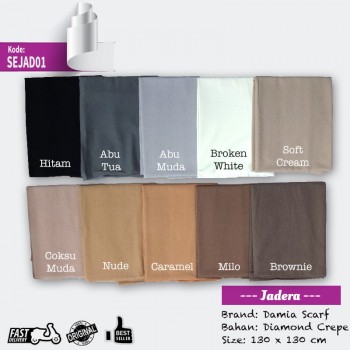 Kode:
SEJAD01
Hitam
Abu
Tua
Abu
Muda
Broken
White
Soft
Cream
Coksu
Muda
Nude
Caramel
Milo
Brownie
--- Jadera ---
Brand: Damia Scarf
Bahan: Diamond Crepe
Size: 130 x 130 cm
FAST
DELIVERY
ORIGINAL
BEST
SELLER